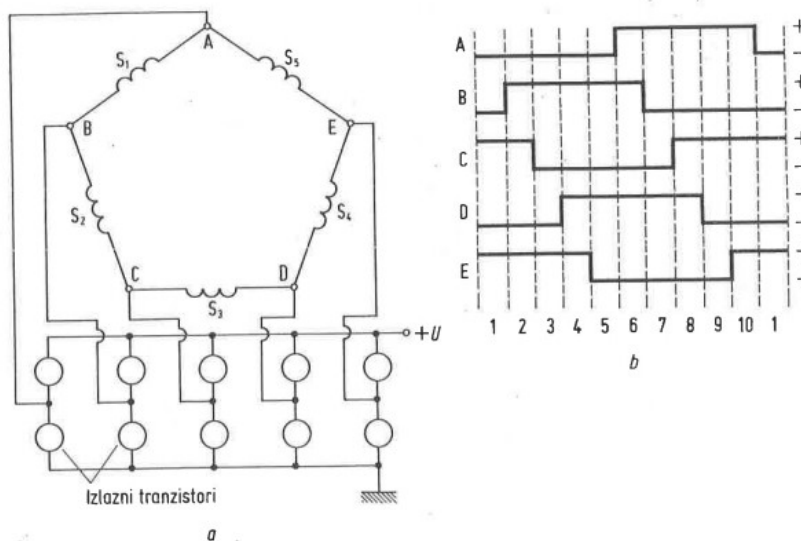 A
S₁
S₅
B
E
S₂
S₄
C
D
S₃
+U
Izlazni tranzistori
a
A
+
−
B
+
−
C
+
−
D
E
1 2 3 4 5 6 7 8 9 10 1
b